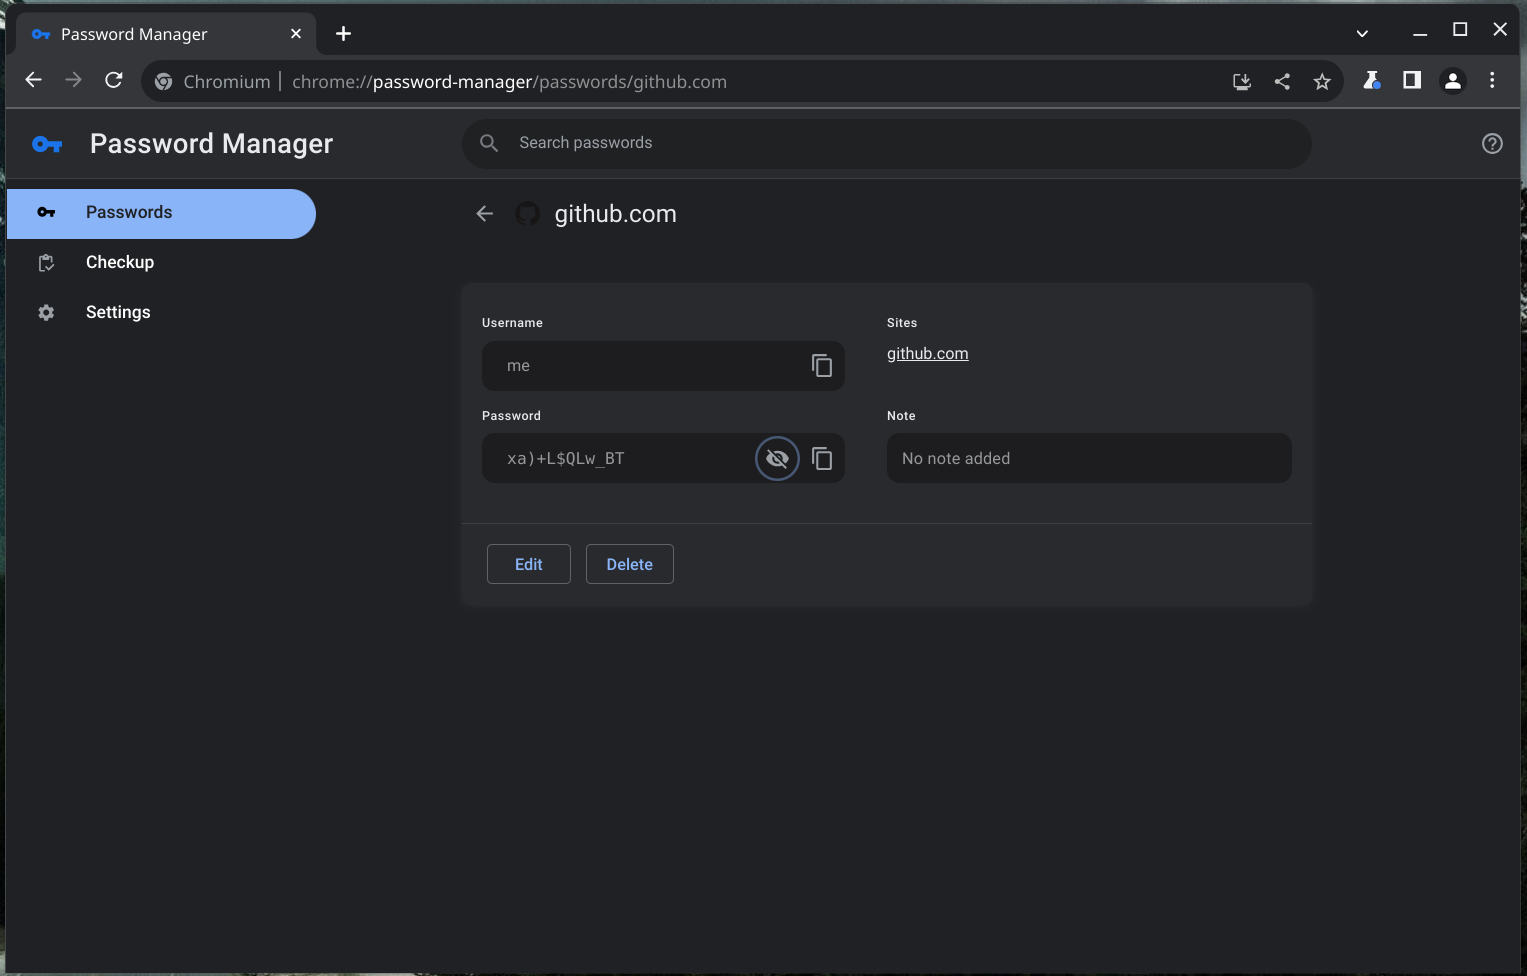 Password Manager
Chromium | chrome://password-manager/passwords/github.com
Password Manager
Search passwords
Passwords
Checkup
Settings
github.com
Username
me
Password
xa)+L$QLw_BT
Sites
github.com
Note
No note added
Edit
Delete